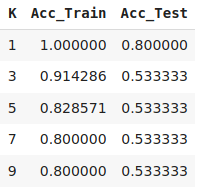 K Acc_Train Acc_Test
1 1.000000 0.800000
3 0.914286 0.533333
5 0.828571 0.533333
7 0.800000 0.533333
9 0.800000 0.533333